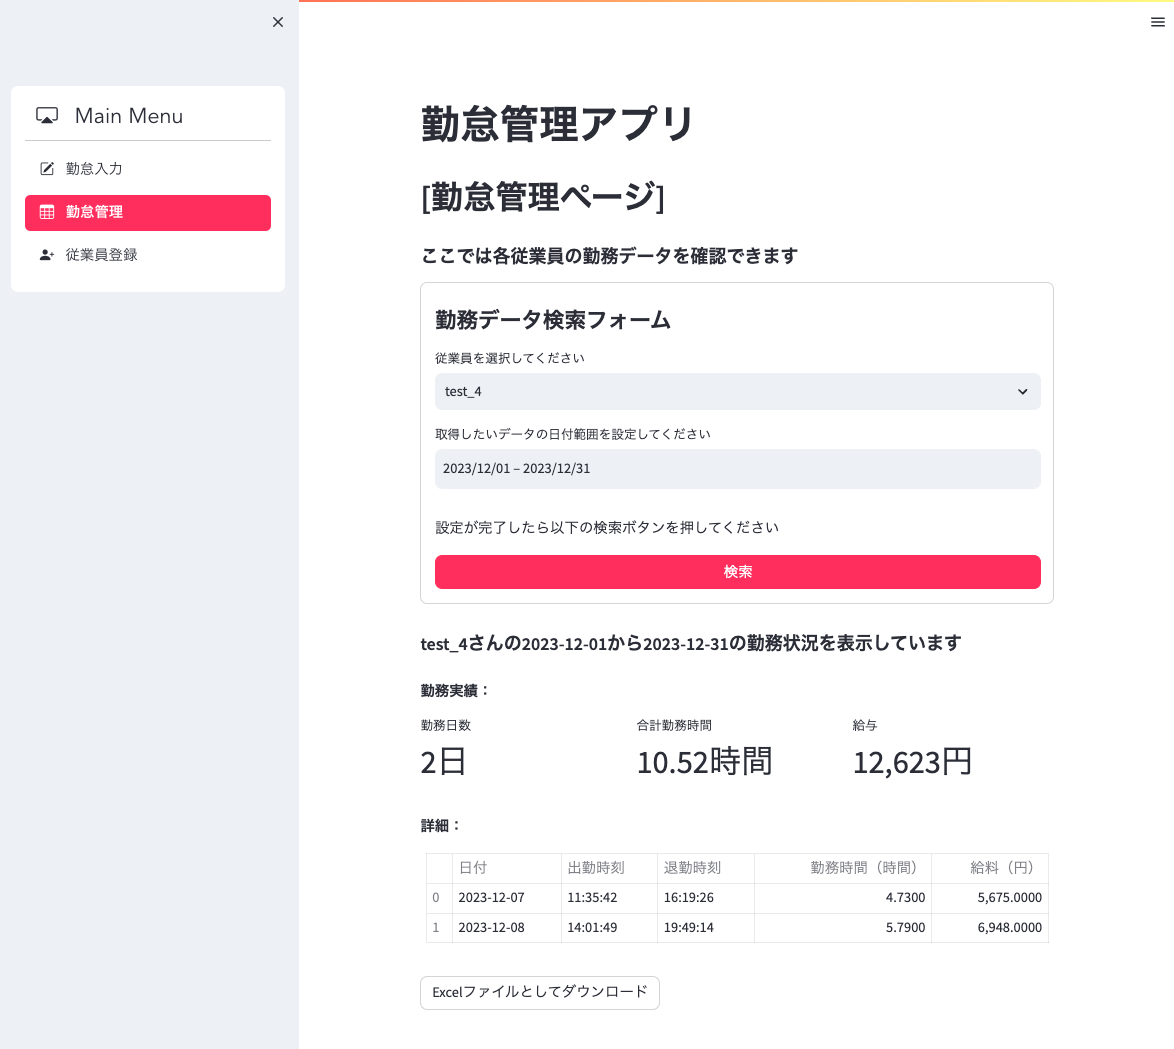 Main Menu
勤怠入力
勤怠管理
従業員登録
勤怠管理アプリ
[勤怠管理ページ]
ここでは各従業員の勤務データを確認できます
勤務データ検索フォーム
従業員を選択してください
test_4
取得したいデータの日付範囲を設定してください
2023/12/01 – 2023/12/31
設定が完了したら以下の検索ボタンを押してください
検索
test_4さんの2023-12-01から2023-12-31の勤務状況を表示しています
勤務実績：
勤務日数 合計勤務時間 給与
2日 10.52時間 12,623円
詳細：
日付 出勤時刻 退勤時刻 勤務時間（時間） 給料（円）
0 2023-12-07 11:35:42 16:19:26 4.7300 5,675.0000
1 2023-12-08 14:01:49 19:49:14 5.7900 6,948.0000
Excelファイルとしてダウンロード